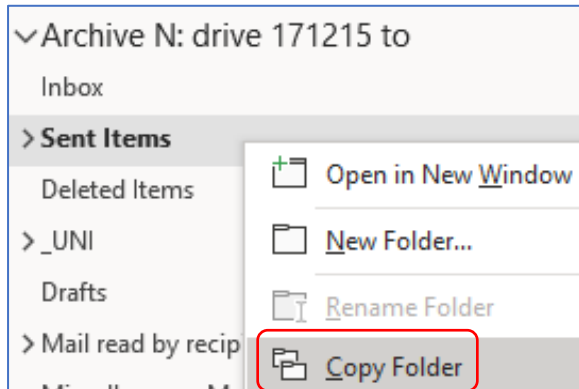 Archive N: drive 171215 to
Inbox
Sent Items
Deleted Items
_UNI
Drafts
Mail read by recip
Open in New Window
New Folder...
Rename Folder
Copy Folder